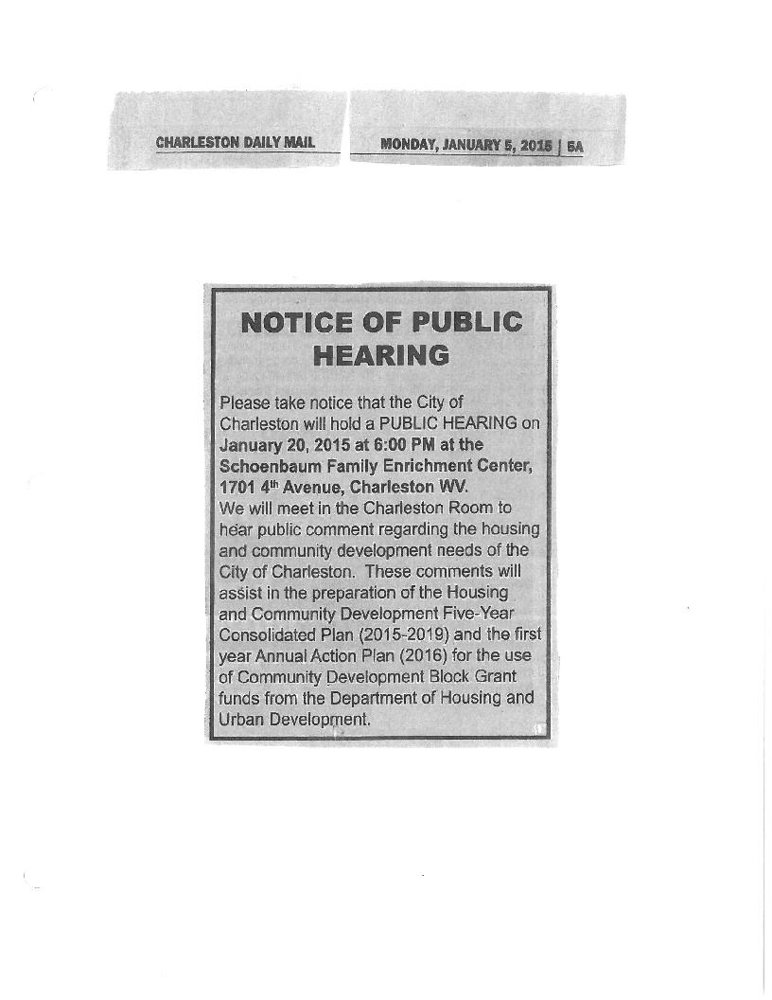 CHARLESTON DAILY MAIL
MONDAY, JANUARY 5, 2015 | 5A
NOTICE OF PUBLIC
HEARING
Please take notice that the City of
Charleston will hold a PUBLIC HEARING on
January 20, 2015 at 6:00 PM at the
Schoenbaum Family Enrichment Center,
1701 4th Avenue, Charleston WV.
We will meet in the Charleston Room to
hear public comment regarding the housing
and community development needs of the
City of Charleston. These comments will
assist in the preparation of the Housing
and Community Development Five-Year
Consolidated Plan (2015-2019) and the first
year Annual Action Plan (2016) for the use
of Community Development Block Grant
funds from the Department of Housing and
Urban Development.